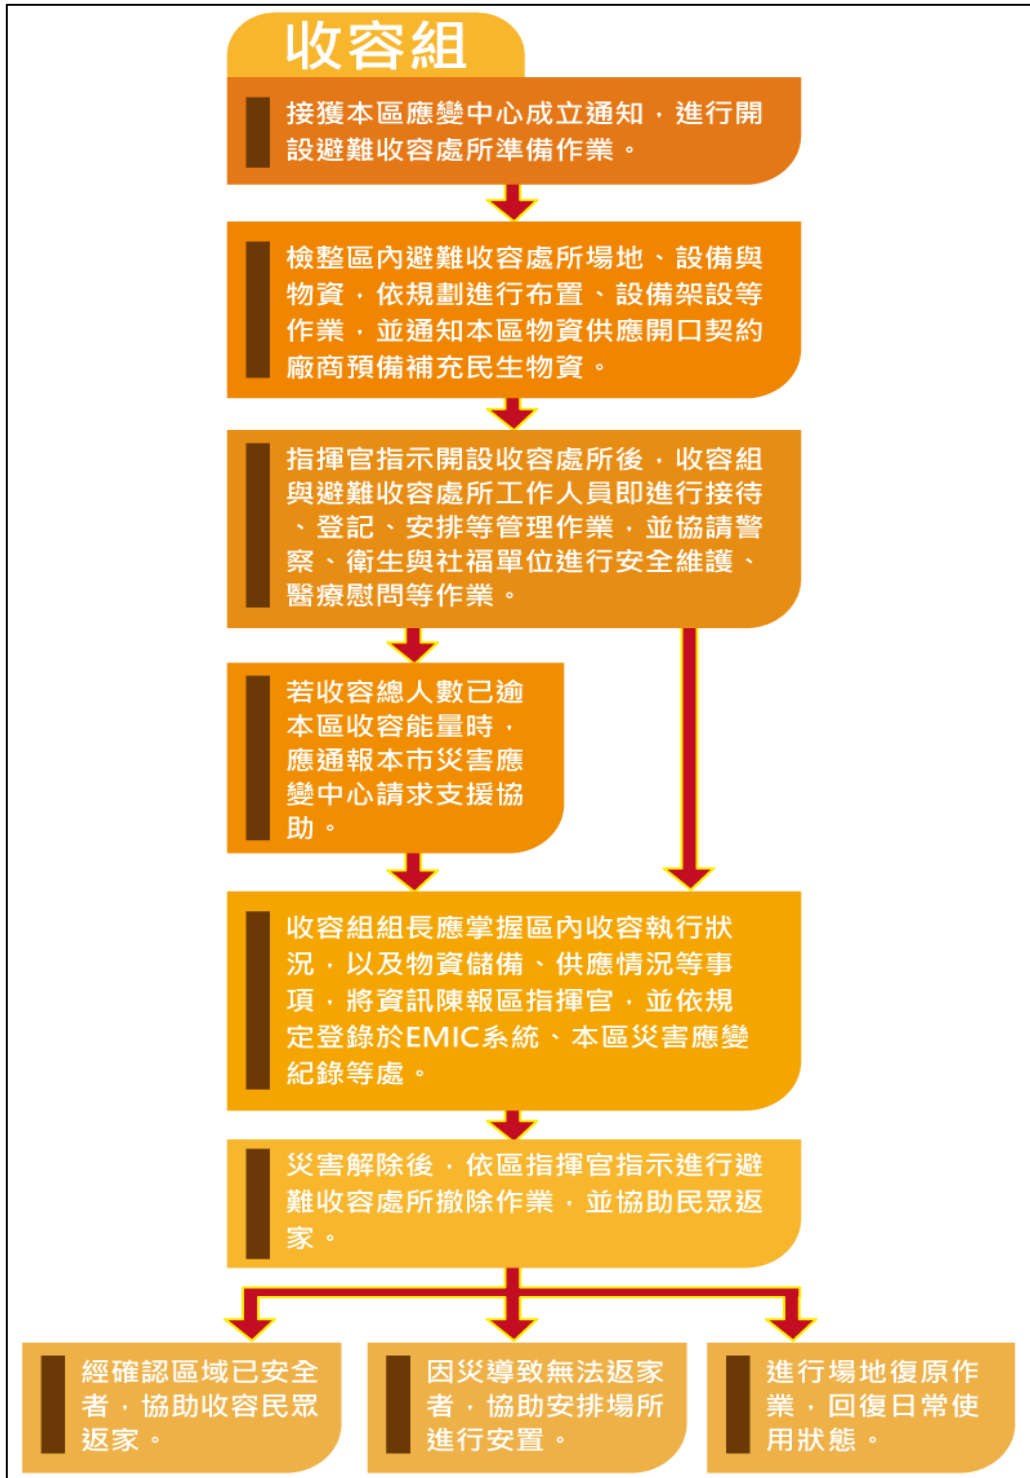 收容組
接獲本區應變中心成立通知，進行開
設避難收容處所準備作業。
檢整區內避難收容處所場地、設備與
物資，依規劃進行布置、設備架設等
作業，並通知本區物資供應開口契約
廠商預備補充民生物資。
指揮官指示開設收容處所後，收容組
與避難收容處所工作人員即進行接待
、登記、安排等管理作業，並協請警
察、衛生與社福單位進行安全維護、
醫療慰問等作業。
若收容總人數已逾
本區收容能量時，
應通報本市災害應
變中心請求支援協
助。
收容組組長應掌握區內收容執行狀
況，以及物資儲備、供應情況等事
項，將資訊陳報區指揮官，並依規
定登錄於EMIC系統、本區災害應變
紀錄等處。
災害解除後，依區指揮官指示進行避
難收容處所撤除作業，並協助民眾返
家。
經確認區域已安全
者，協助收容民眾
返家。
因災導致無法返家
者，協助安排場所
進行安置。
進行場地復原作
業，回復日常使
用狀態。